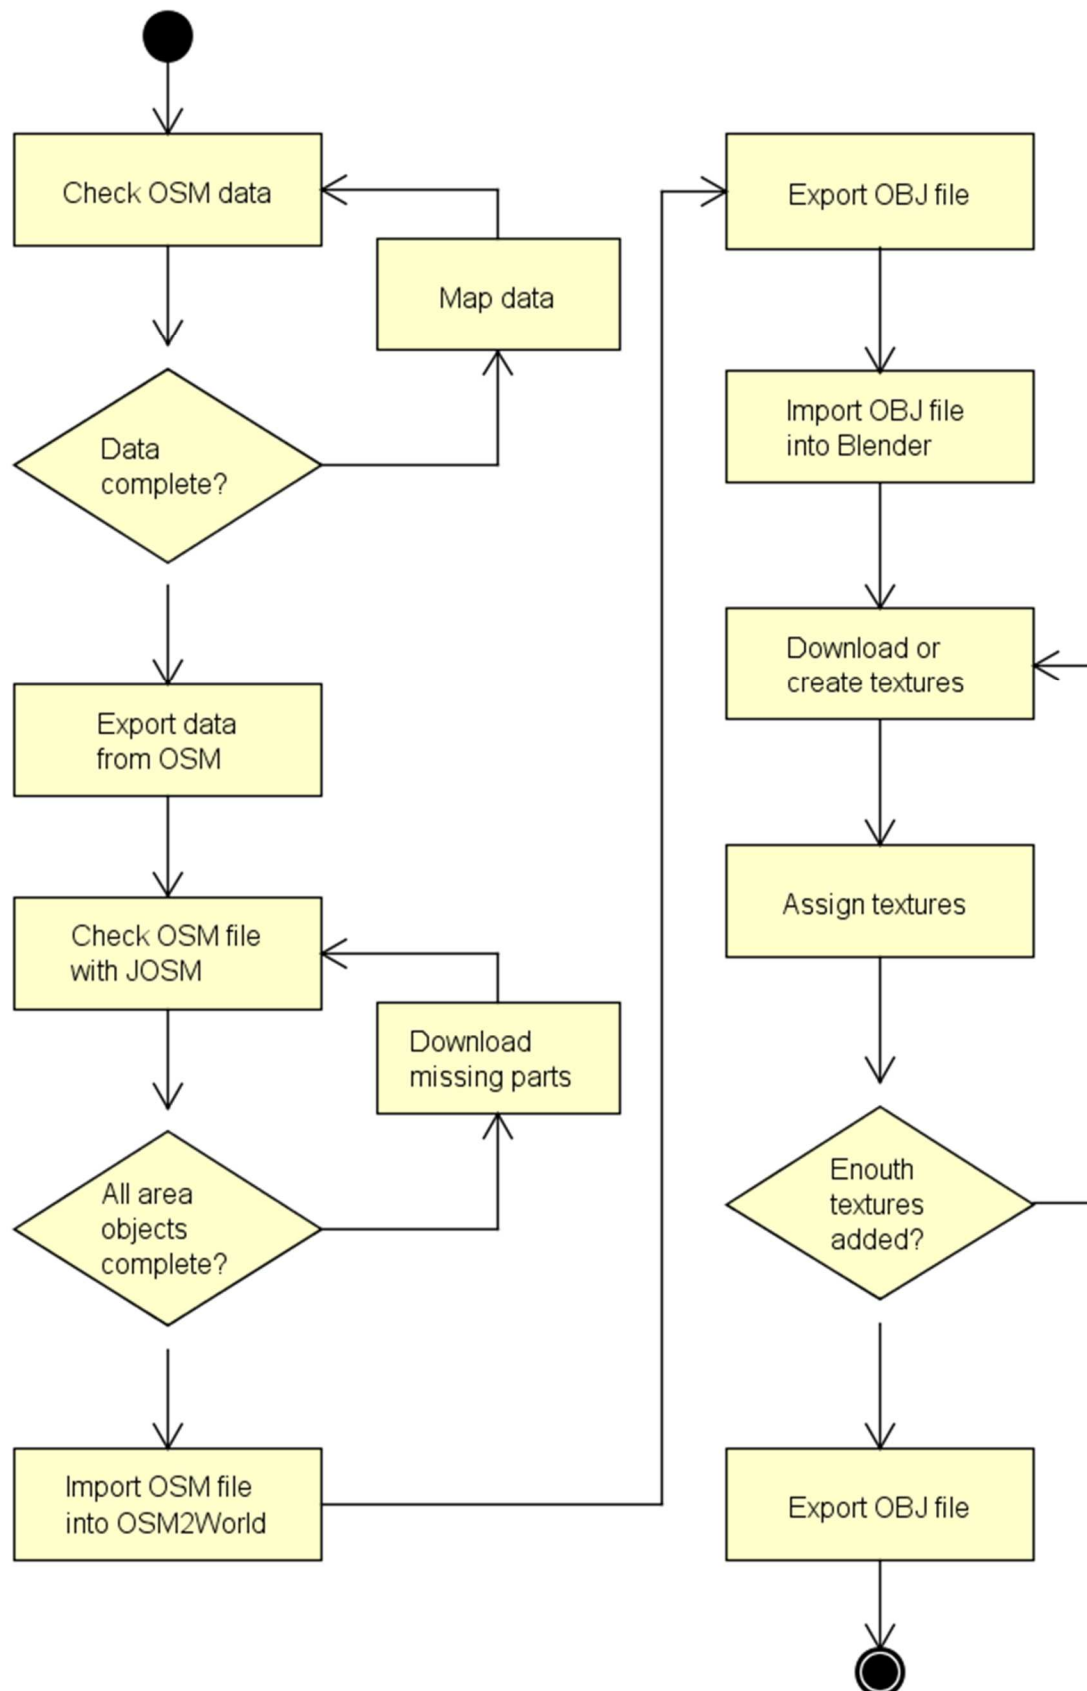 Check OSM data
Map data
Data
complete?
Export data
from OSM
Check OSM file
with JOSM
Download
missing parts
All area
objects
complete?
Import OSM file
into OSM2World
Export OBJ file
Import OBJ file
into Blender
Download or
create textures
Assign textures
Enouth
textures
added?
Export OBJ file